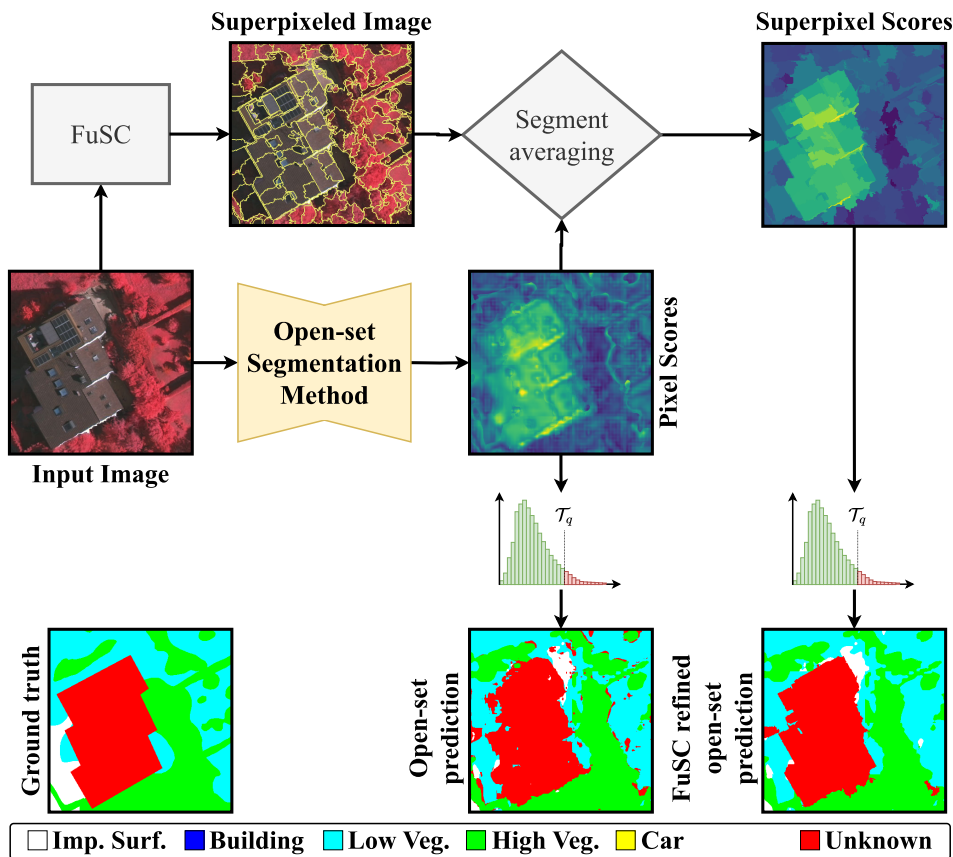 Superpixeled Image
Superpixel Scores
FuSC
Segment
averaging
Open-set
Segmentation
Method
Pixel Scores
Input Image
𝒯q
𝒯q
Ground truth
Open-set
prediction
FuSC refined
open-set
prediction
Imp. Surf. Building Low Veg. High Veg. Car Unknown